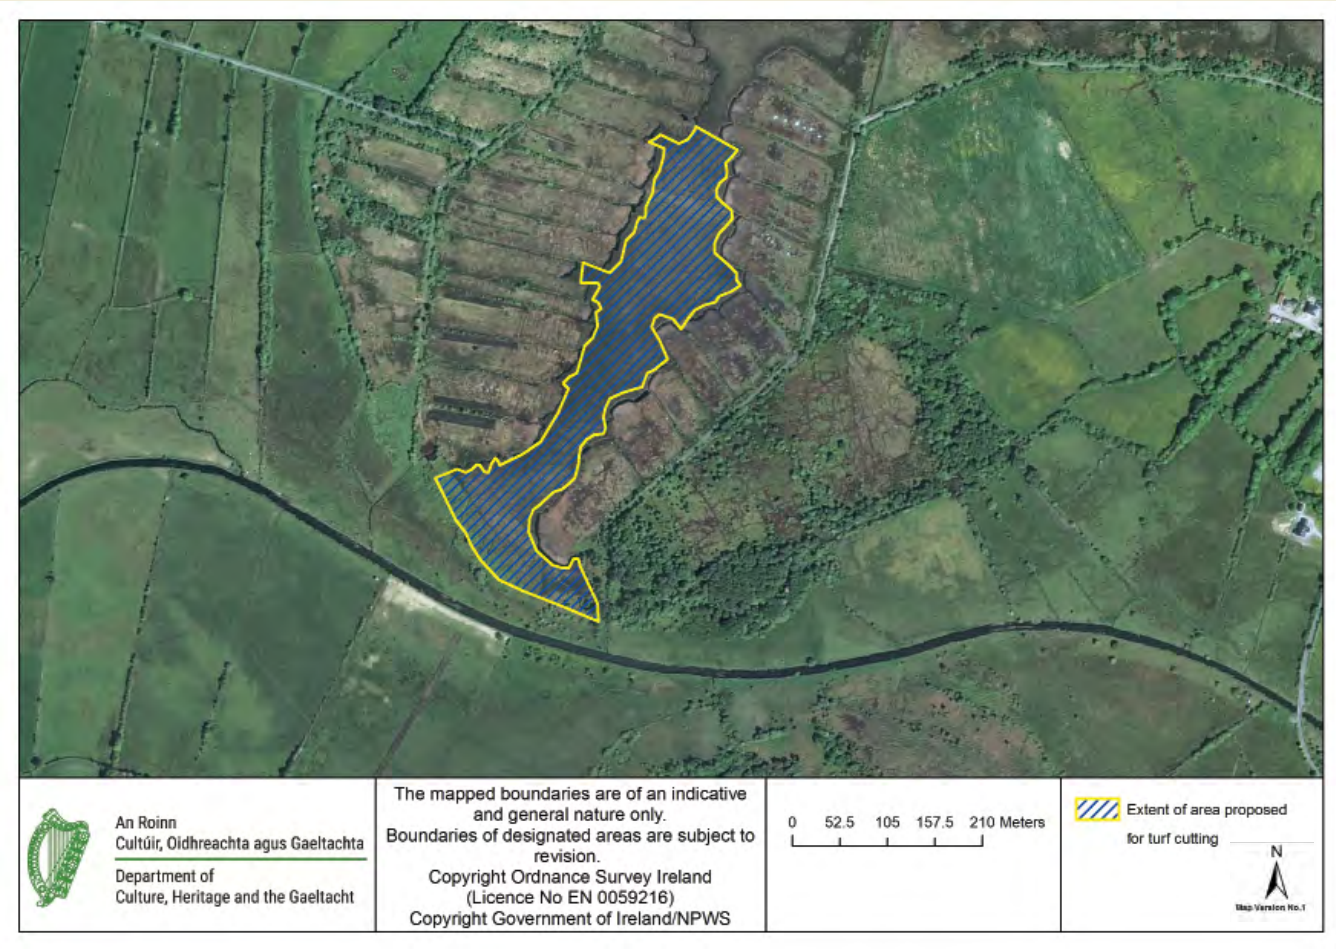 An Roinn
Cultúir, Oidhreachta agus Gaeltachta
Department of
Culture, Heritage and the Gaeltacht
The mapped boundaries are of an indicative
and general nature only.
Boundaries of designated areas are subject to
revision.
Copyright Ordnance Survey Ireland
(Licence No EN 0059216)
Copyright Government of Ireland/NPWS
0 52.5 105 157.5 210 Meters
Extent of area proposed
for turf cutting
N
Map Version No.1